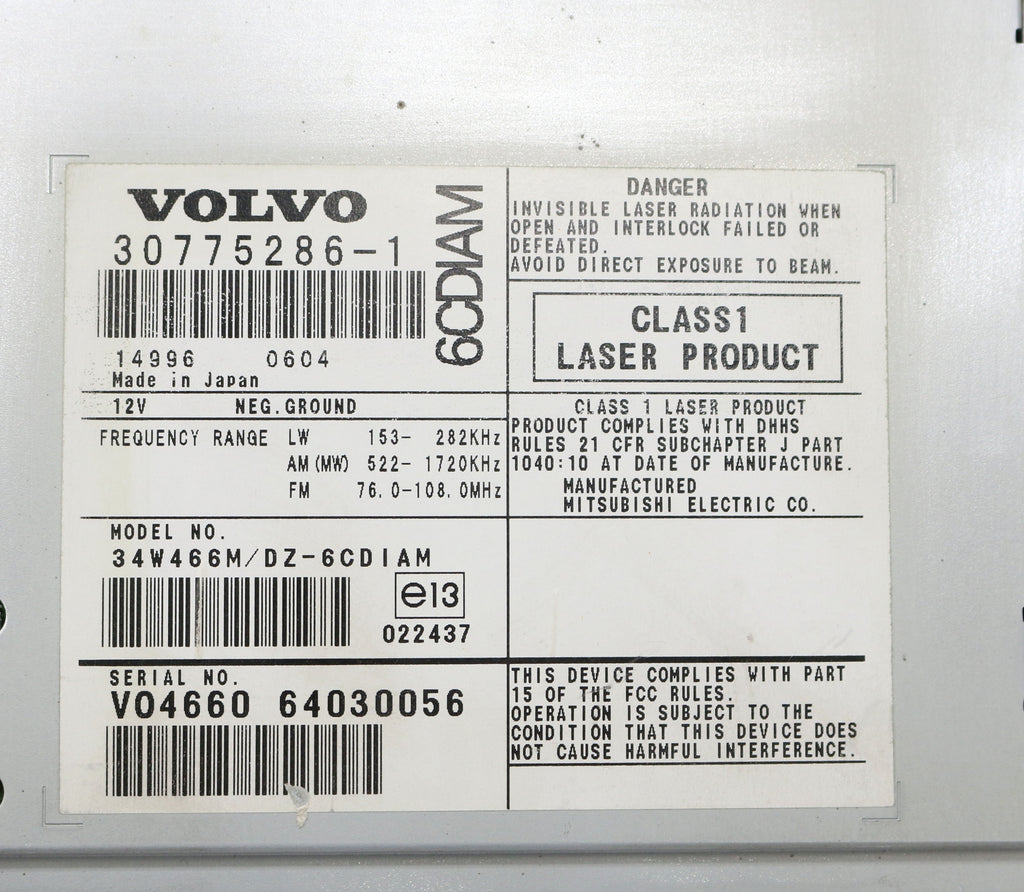 VOLVO
30775286-1
6CDIAM
14996 0604
Made in Japan
12V NEG.GROUND
FREQUENCY RANGE LW 153- 282KHz
AM(MW) 522- 1720KHz
FM 76.0-108.0MHz
MODEL NO.
34W466M/DZ-6CDIAM
e13
022437
SERIAL NO.
V04660 64030056
DANGER
INVISIBLE LASER RADIATION WHEN
OPEN AND INTERLOCK FAILED OR
DEFEATED.
AVOID DIRECT EXPOSURE TO BEAM.
CLASS1
LASER PRODUCT
CLASS 1 LASER PRODUCT
PRODUCT COMPLIES WITH DHHS
RULES 21 CFR SUBCHAPTER J PART
1040:10 AT DATE OF MANUFACTURE.
MANUFACTURED
MITSUBISHI ELECTRIC CO.
THIS DEVICE COMPLIES WITH PART
15 OF THE FCC RULES.
OPERATION IS SUBJECT TO THE
CONDITION THAT THIS DEVICE DOES
NOT CAUSE HARMFUL INTERFERENCE.